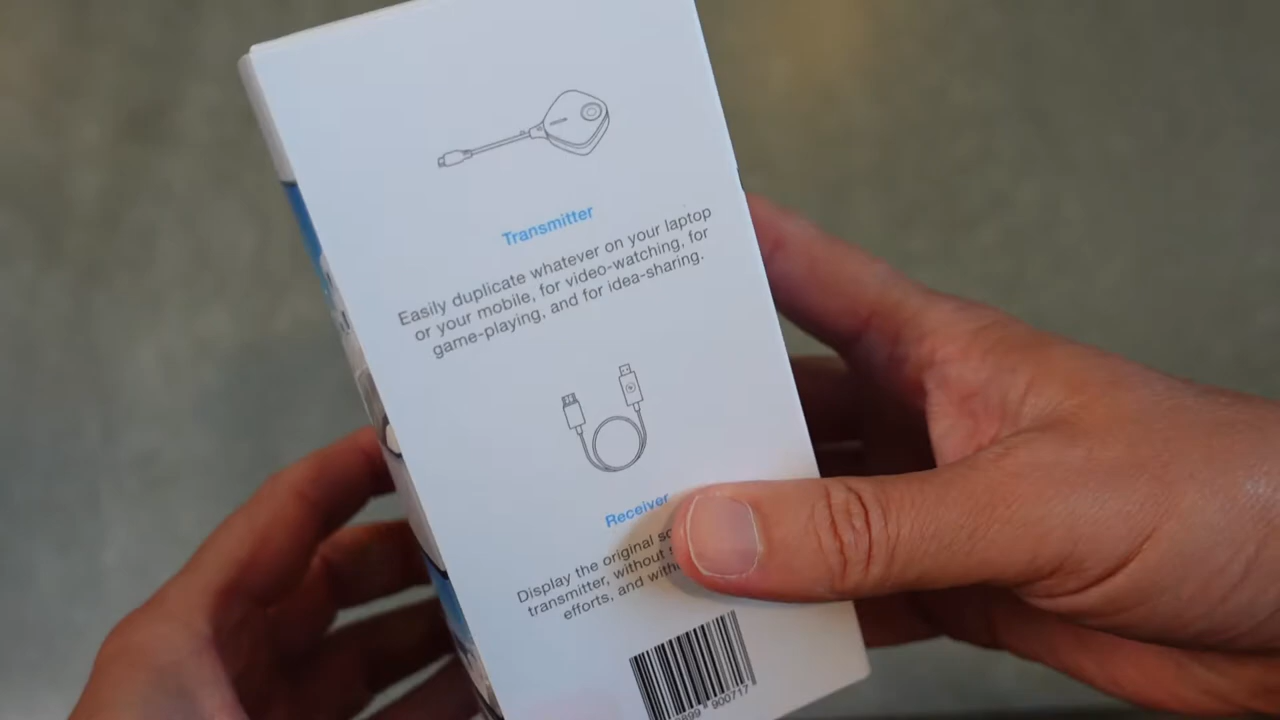 Transmitter
Easily duplicate whatever on your laptop
or your mobile, for video-watching, for
game-playing, and for idea-sharing.
Receiver
Display the original
transmitter, without
efforts, and
900717